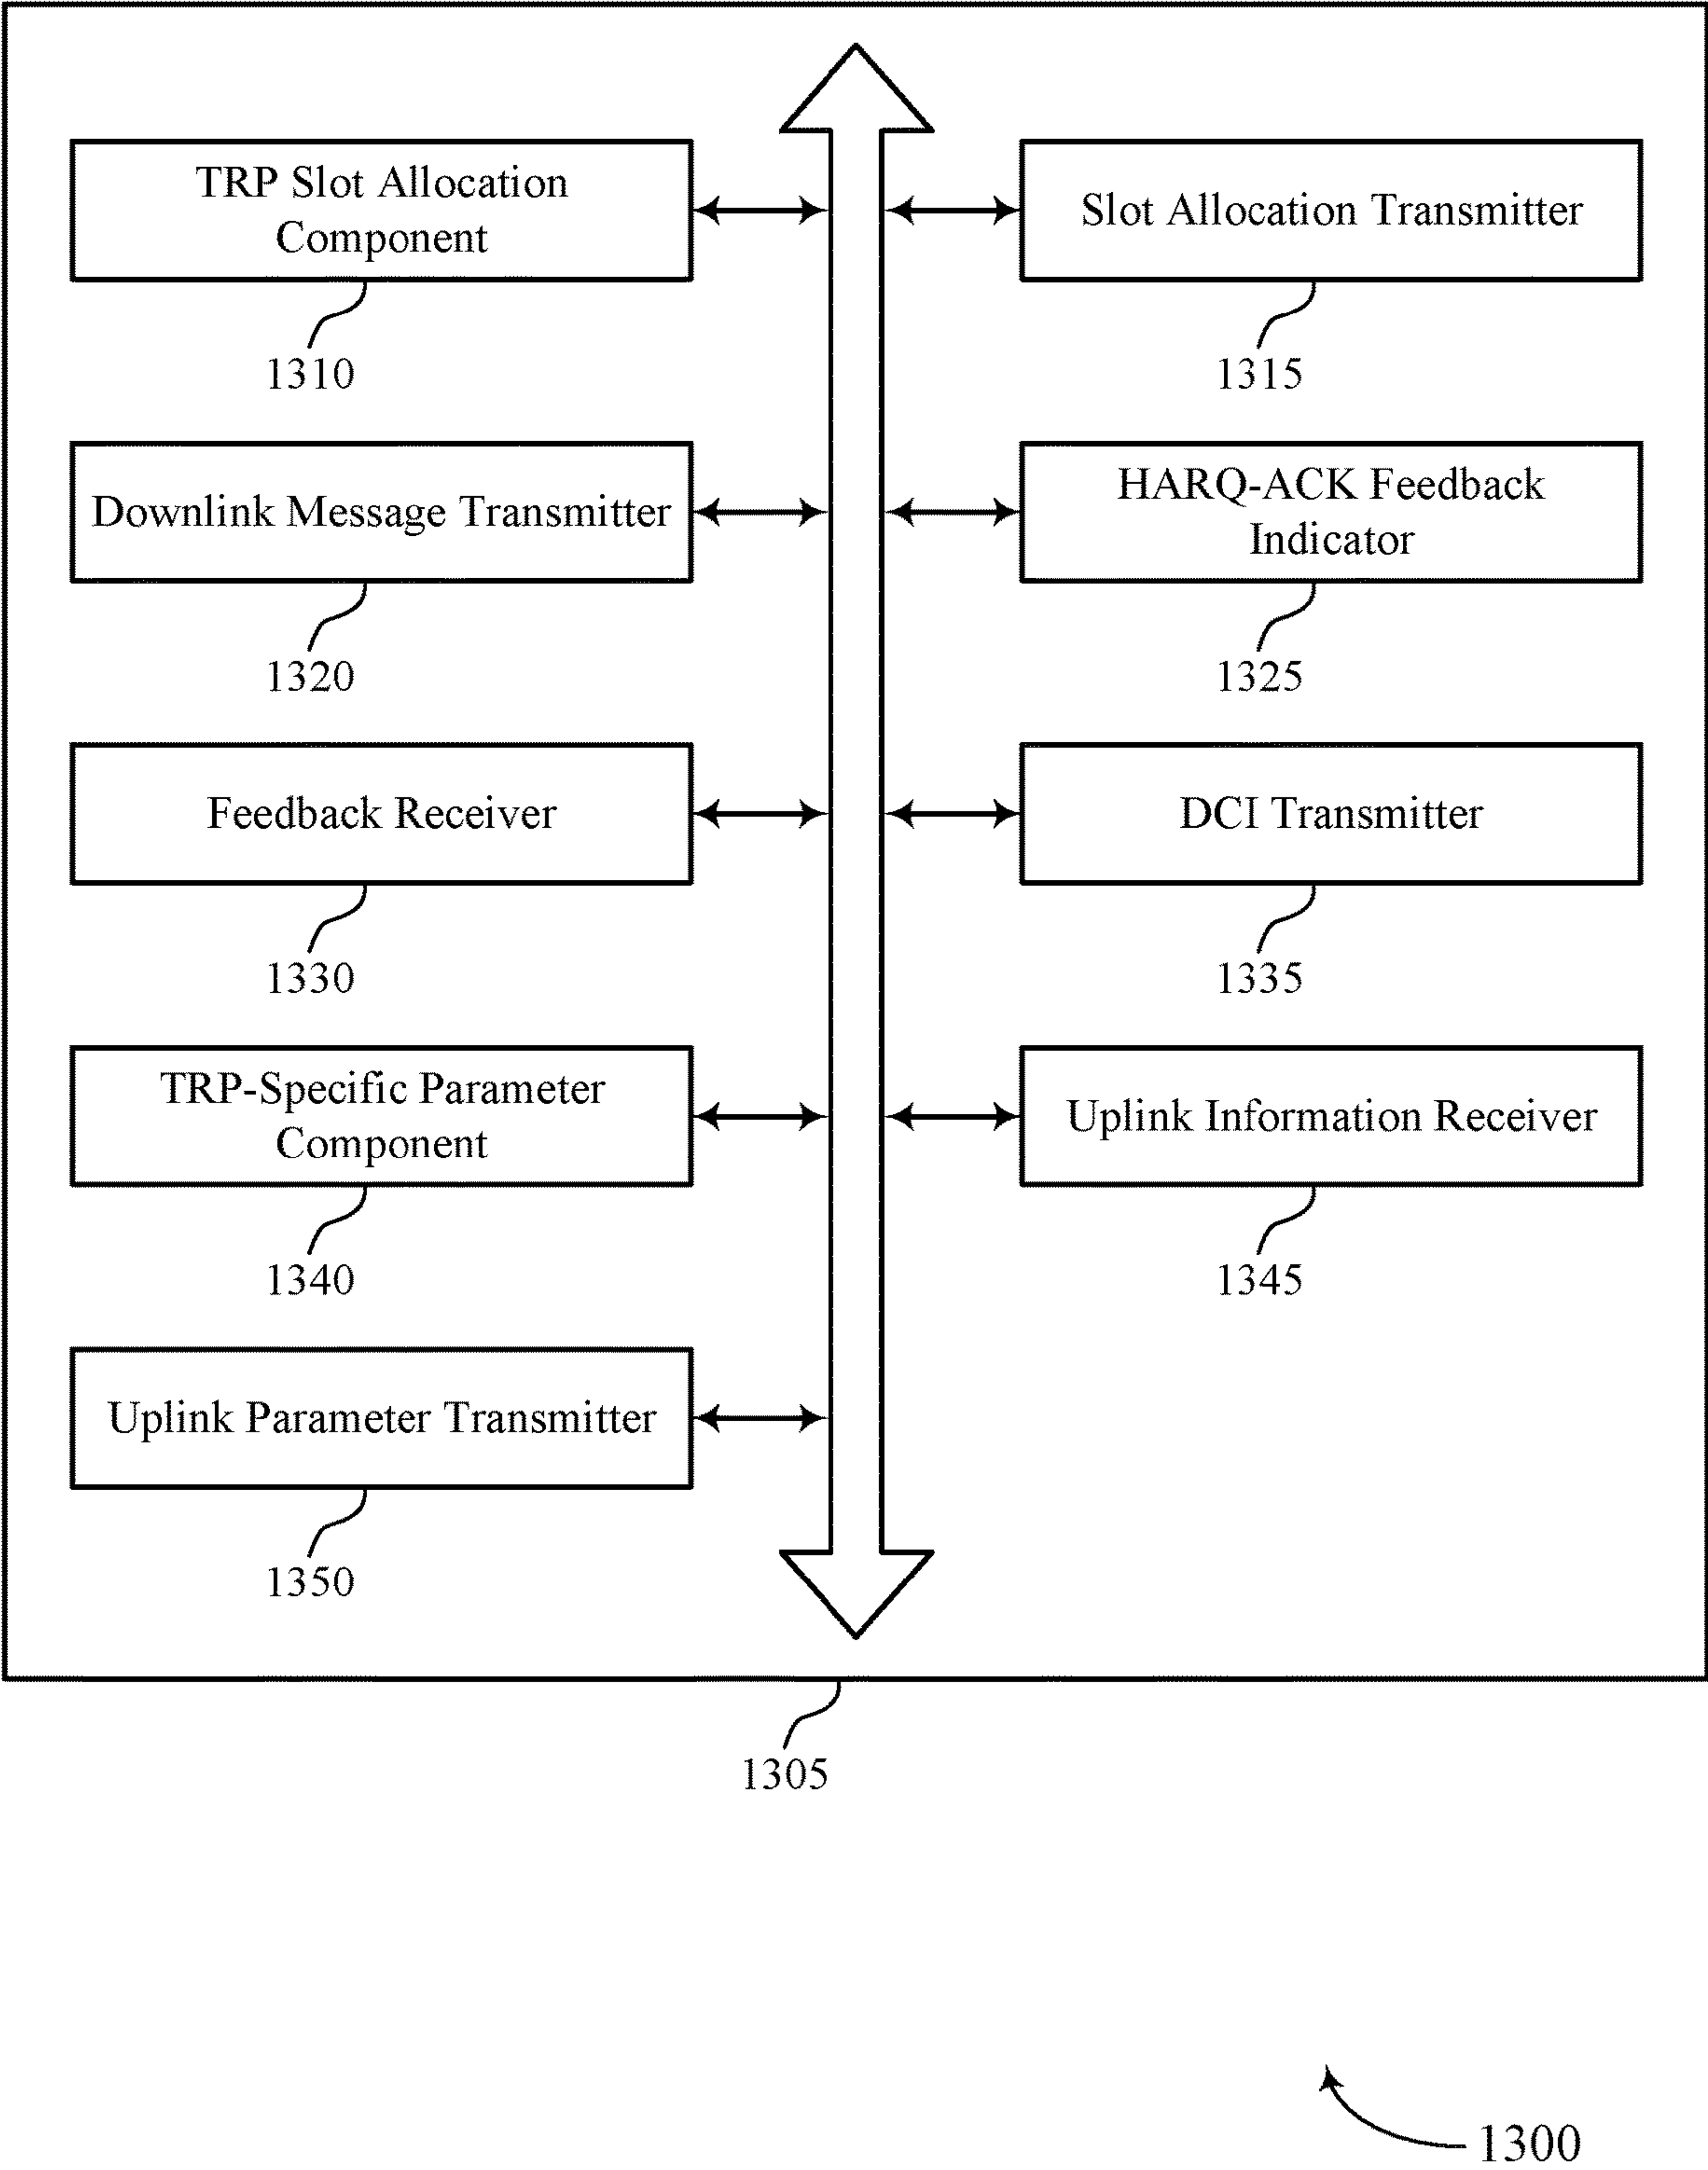 TRP Slot Allocation
Component
1310
Slot Allocation Transmitter
1315
Downlink Message Transmitter
1320
HARQ-ACK Feedback
Indicator
1325
Feedback Receiver
1330
DCI Transmitter
1335
TRP-Specific Parameter
Component
1340
Uplink Information Receiver
1345
Uplink Parameter Transmitter
1350
1305
1300